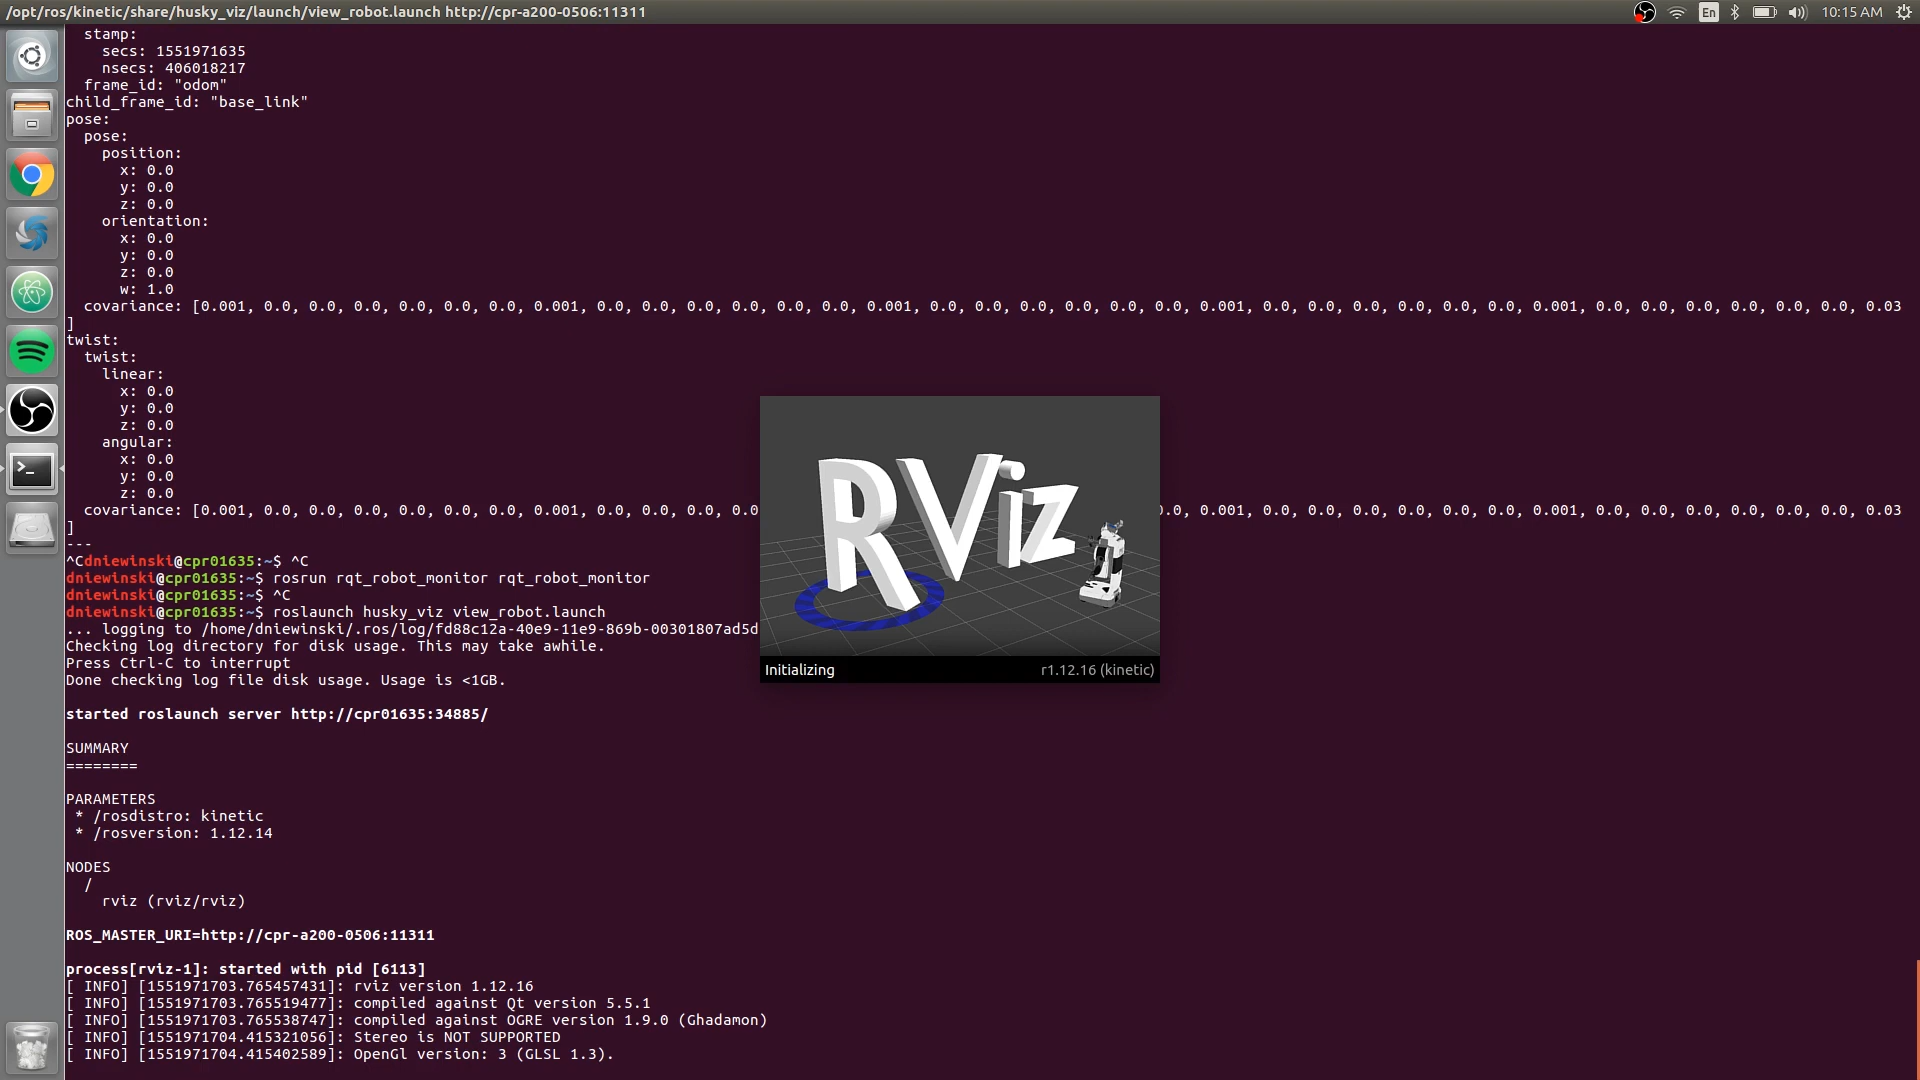 /opt/ros/kinetic/share/husky_viz/launch/view_robot.launch http://cpr-a200-0506:11311
En
10:15 AM
stamp:
secs: 1551971635
nsecs: 406018217
frame_id: "odom"
child_frame_id: "base_link"
pose:
pose:
position:
x: 0.0
y: 0.0
z: 0.0
orientation:
x: 0.0
y: 0.0
z: 0.0
w: 1.0
covariance: [0.001, 0.0, 0.0, 0.0, 0.0, 0.0, 0.0, 0.001, 0.0, 0.0, 0.0, 0.0, 0.0, 0.0, 0.001, 0.0, 0.0, 0.0, 0.0, 0.0, 0.0, 0.001, 0.0, 0.0, 0.0, 0.0, 0.0, 0.0, 0.001, 0.0, 0.0, 0.0, 0.0, 0.0, 0.0, 0.03
]
twist:
twist:
linear:
x: 0.0
y: 0.0
z: 0.0
angular:
x: 0.0
y: 0.0
z: 0.0
covariance: [0.001, 0.0, 0.0, 0.0, 0.0, 0.0, 0.0, 0.001, 0.0, 0.0, 0.0, 0.0 0.0, 0.001, 0.0, 0.0, 0.0, 0.0, 0.0, 0.0, 0.001, 0.0, 0.0, 0.0, 0.0, 0.0, 0.0, 0.03
]
---
^Cdniewinski@cpr01635:~$ ^C
dniewinski@cpr01635:~$ rosrun rqt_robot_monitor rqt_robot_monitor
dniewinski@cpr01635:~$ ^C
dniewinski@cpr01635:~$ roslaunch husky_viz view_robot.launch
... logging to /home/dniewinski/.ros/log/fd88c12a-40e9-11e9-869b-00301807ad5d
Checking log directory for disk usage. This may take awhile.
Press Ctrl-C to interrupt
Done checking log file disk usage. Usage is <1GB.
started roslaunch server http://cpr01635:34885/
SUMMARY
========
PARAMETERS
* /rosdistro: kinetic
* /rosversion: 1.12.14
NODES
/
rviz (rviz/rviz)
ROS_MASTER_URI=http://cpr-a200-0506:11311
process[rviz-1]: started with pid [6113]
[ INFO] [1551971703.765457431]: rviz version 1.12.16
[ INFO] [1551971703.765519477]: compiled against Qt version 5.5.1
[ INFO] [1551971703.765538747]: compiled against OGRE version 1.9.0 (Ghadamon)
[ INFO] [1551971704.415321056]: Stereo is NOT SUPPORTED
[ INFO] [1551971704.415402589]: OpenGl version: 3 (GLSL 1.3).
RViz
Initializing
r1.12.16 (kinetic)